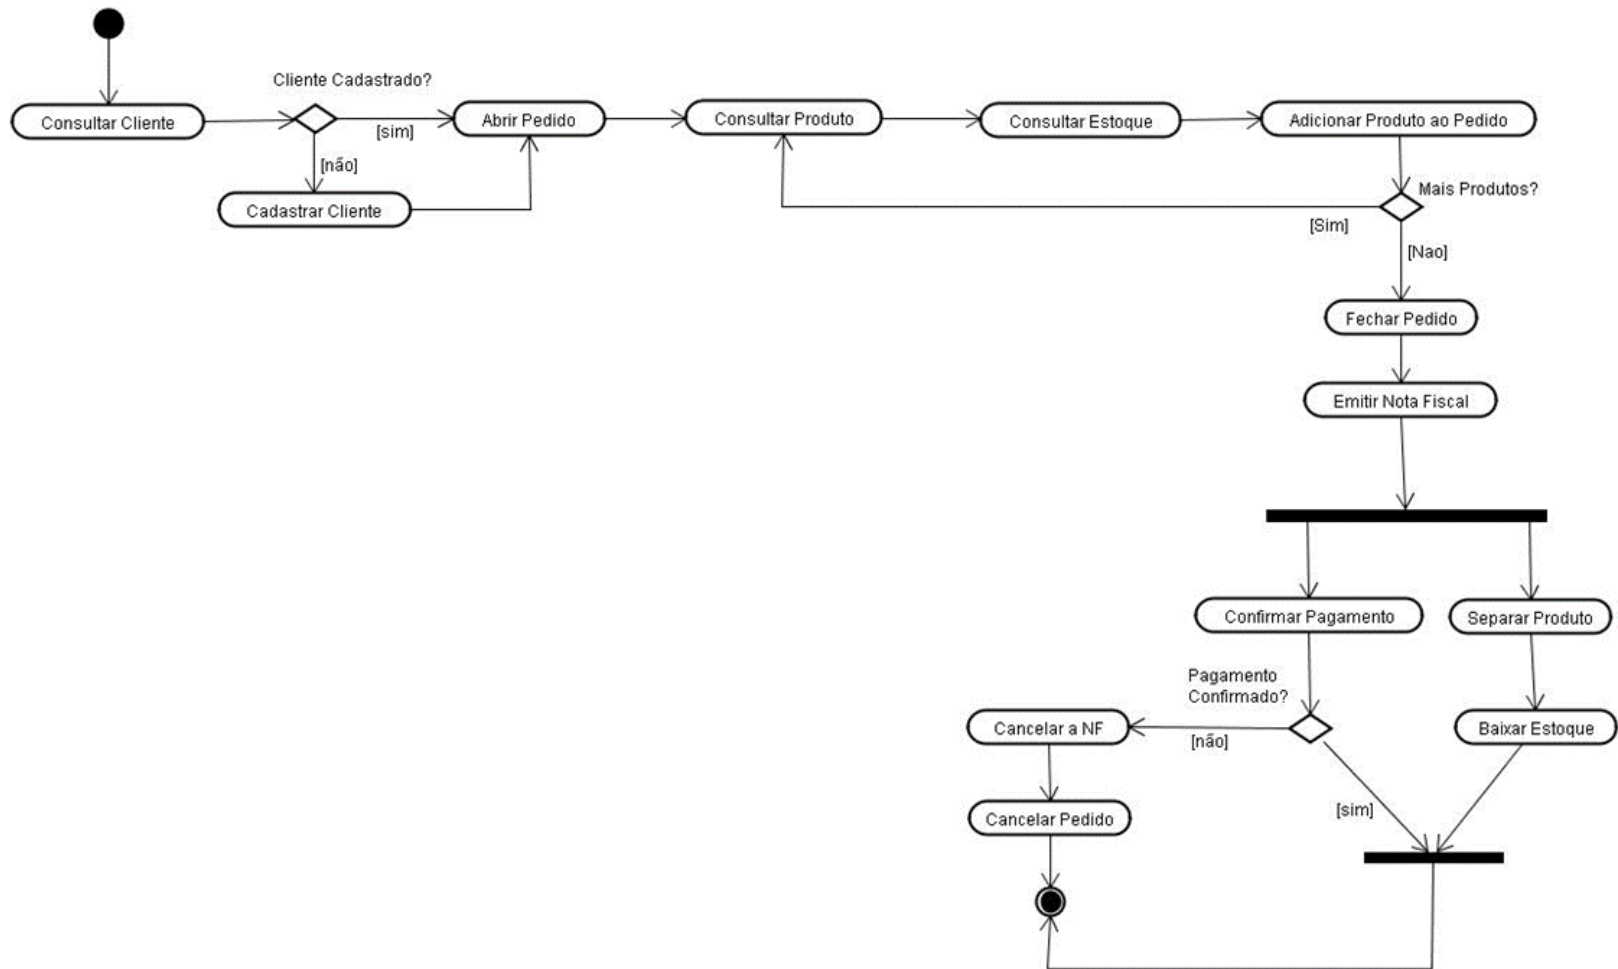 Cliente Cadastrado?
Consultar Cliente
[sim]
Abrir Pedido
Consultar Produto
Consultar Estoque
Adicionar Produto ao Pedido
[não]
Cadastrar Cliente
Mais Produtos?
[Sim]
[Nao]
Fechar Pedido
Emitir Nota Fiscal
Confirmar Pagamento
Separar Produto
Pagamento
Confirmado?
Cancelar a NF
[não]
Baixar Estoque
[sim]
Cancelar Pedido